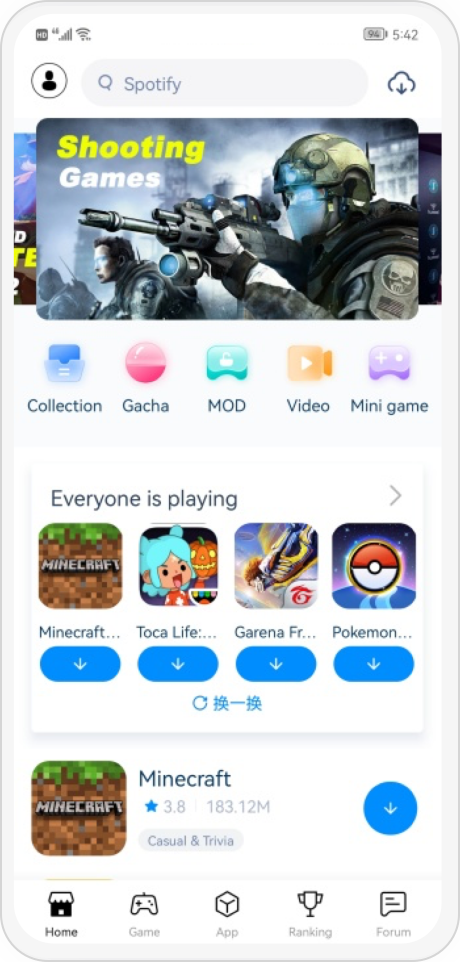 HD 94 5:42
Spotify
Shooting
Games
D
TE
2
Collection Gacha MOD Video Mini game
Everyone is playing
MINECRAFT
Minecraft... Toca Life:... Garena Fr... Pokemon...
换一换
MINECRAFT
Minecraft
3.8 183.12M
Casual & Trivia
Home Game App Ranking Forum